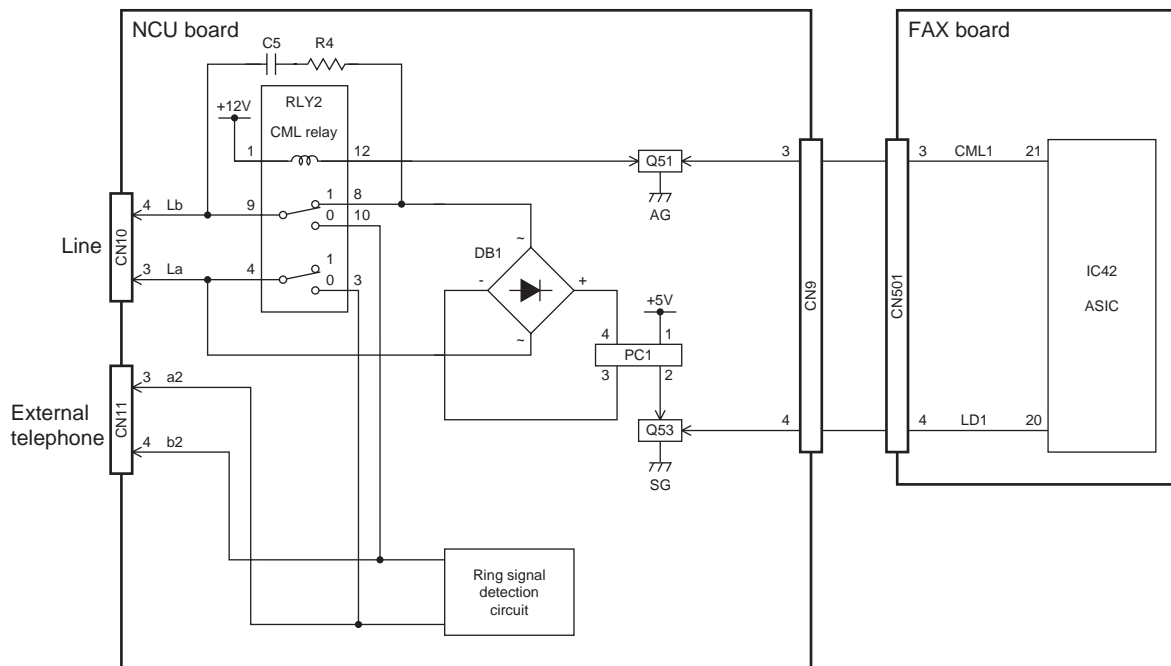 NCU board
FAX board
C5
R4
+12V
RLY2
CML relay
1
12
Q51
AG
3
3
CML1
21
4
Lb
9
1
8
0
10
Line
CN10
3
La
4
1
0
3
DB1
~
-
+
~
+5V
4
1
PC1
3
2
Q53
SG
CN9
CN501
IC42
ASIC
4
4
LD1
20
External
telephone
CN11
3
a2
4
b2
Ring signal
detection
circuit